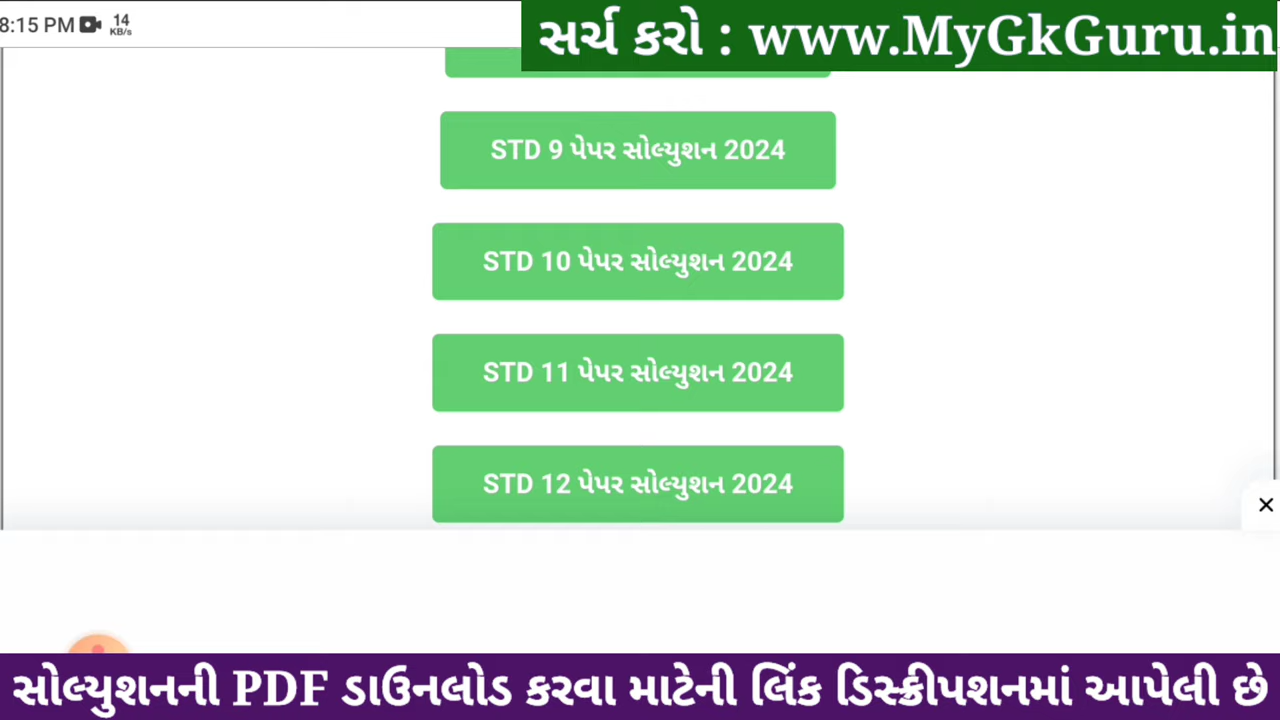 8:15 PM 14 KB/s
સર્ચ કરો : www.MyGkGuru.in
STD 9 પેપર સોલ્યુશન 2024
STD 10 પેપર સોલ્યુશન 2024
STD 11 પેપર સોલ્યુશન 2024
STD 12 પેપર સોલ્યુશન 2024
સોલ્યુશનની PDF ડાઉનલોડ કરવા માટેની લિંક ડિસ્ક્રીપશનમાં આપેલી છે